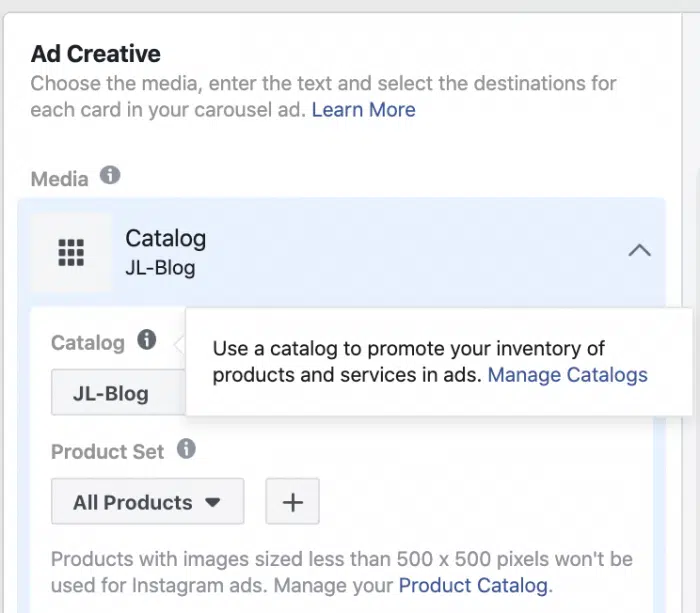 Ad Creative
Choose the media, enter the text and select the destinations for
each card in your carousel ad. Learn More
Media
Catalog
JL-Blog
Catalog
Use a catalog to promote your inventory of
products and services in ads. Manage Catalogs
JL-Blog
Product Set
All Products
Products with images sized less than 500 x 500 pixels won't be
used for Instagram ads. Manage your Product Catalog.